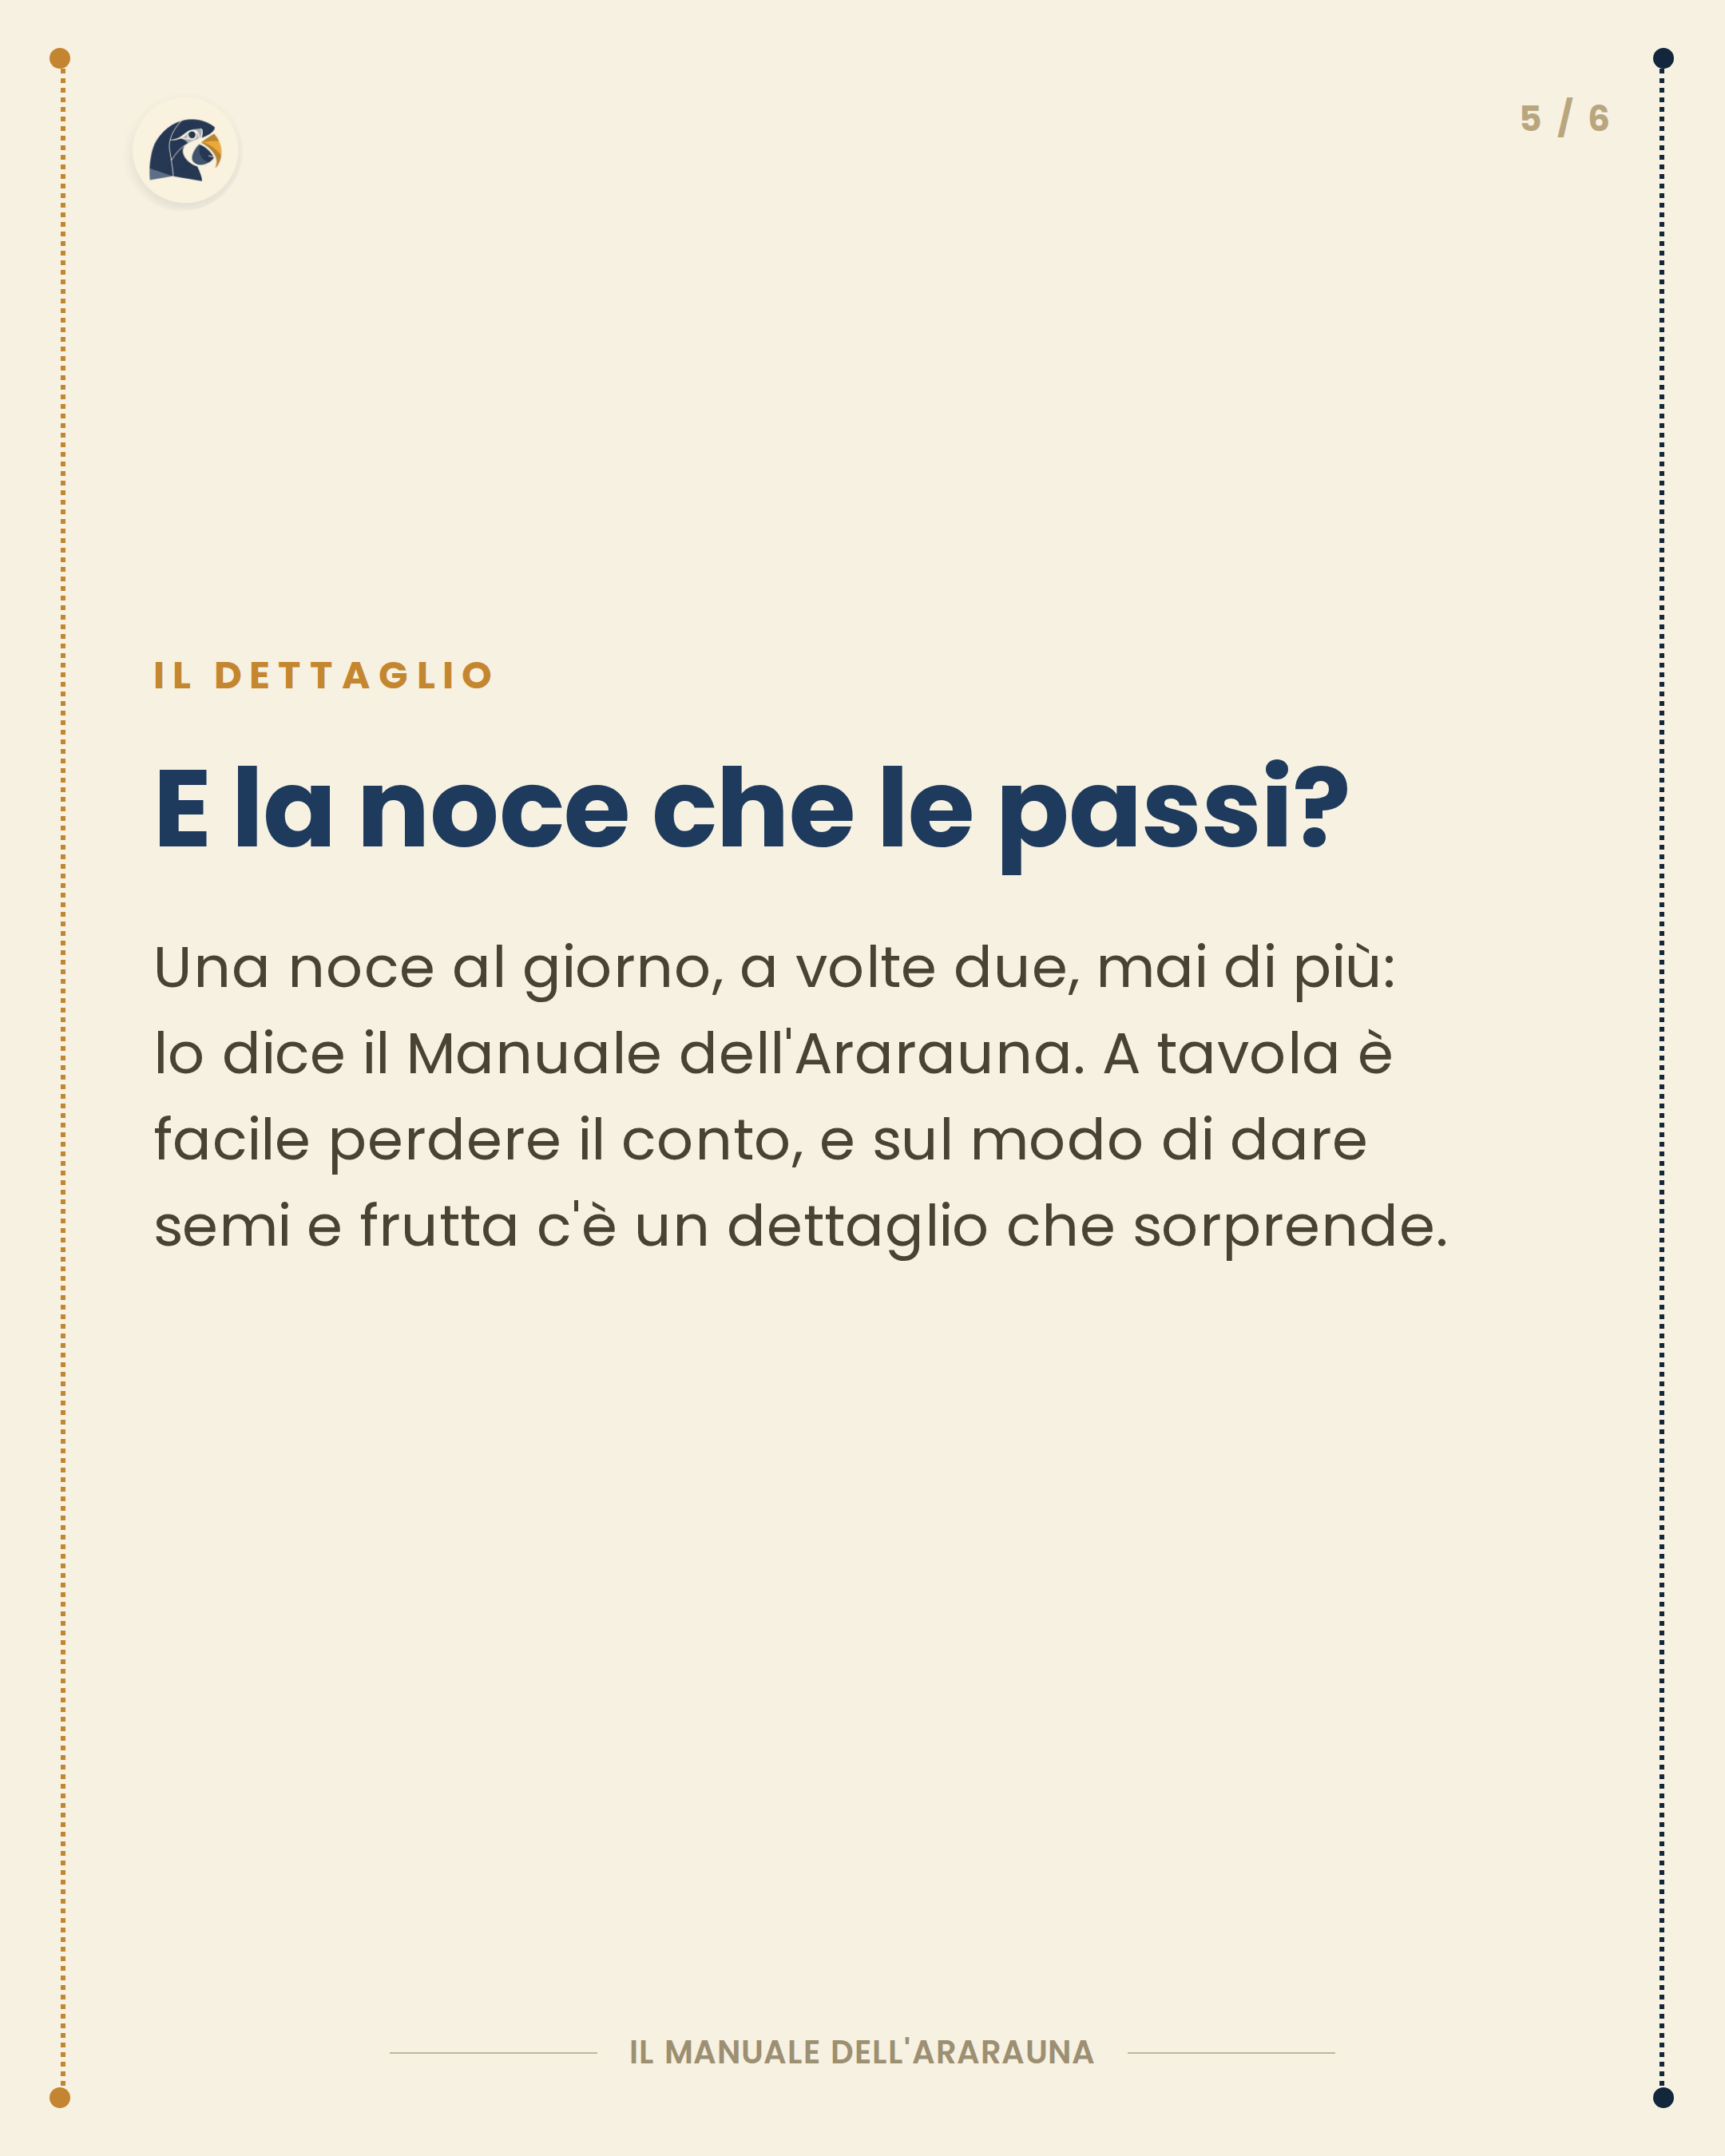 5 / 6
IL DETTAGLIO
E la noce che le passi?
Una noce al giorno, a volte due, mai di più:
lo dice il Manuale dell'Ararauna. A tavola è
facile perdere il conto, e sul modo di dare
semi e frutta c'è un dettaglio che sorprende.
IL MANUALE DELL'ARARAUNA